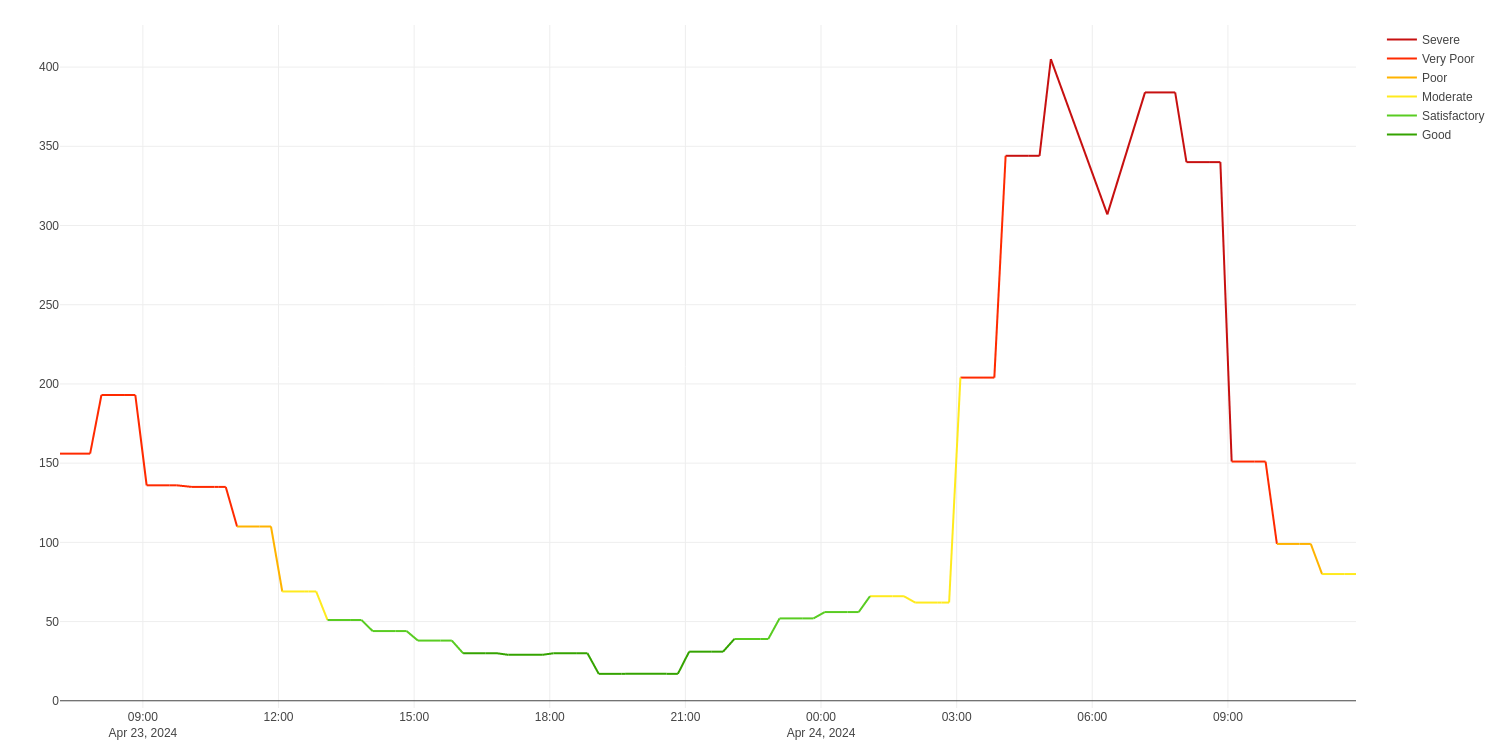 400
350
300
250
200
150
100
50
0
09:00
12:00
15:00
18:00
21:00
00:00
03:00
06:00
09:00
Apr 23, 2024
Apr 24, 2024
Severe
Very Poor
Poor
Moderate
Satisfactory
Good